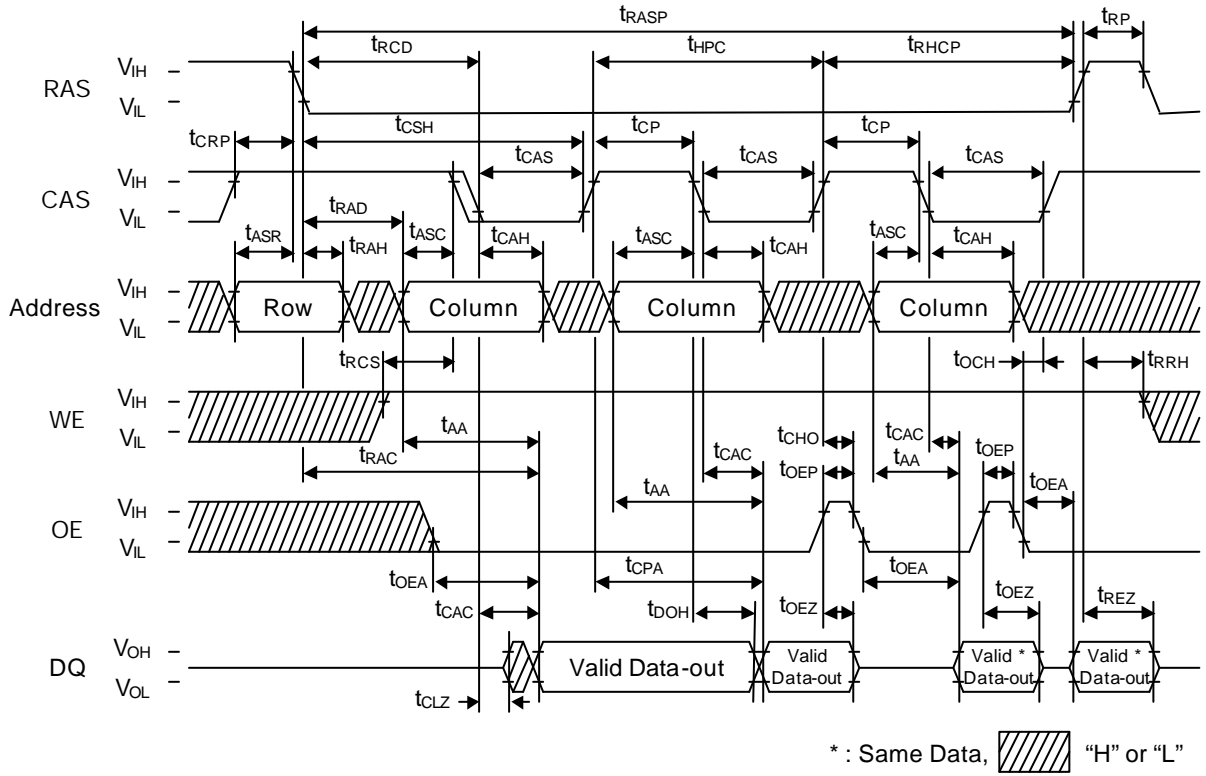 tRASP tRP
tRCD tHPC tRHCP
RAS VIH
VIL
tCRP tCSH tCP tCP
tCAS tCAS tCAS
CAS VIH
VIL
tRAD
tASR tRAH tASC tCAH tASC tCAH tASC tCAH
Address VIH
VIL
Row Column Column Column
tRCS tOCH tRRH
WE VIH
VIL
tAA tCHO tCAC
tRAC tCAC tOEP tAA tOEP
tAA tOEA
OE VIH
VIL
tOEA tCPA tOEA
tCAC tDOH tOEZ tOEZ tREZ
DQ VOH
VOL
Valid Data-out
Valid
Data-out
Valid *
Data-out
Valid *
Data-out
tCLZ
* : Same Data, “H” or “L”